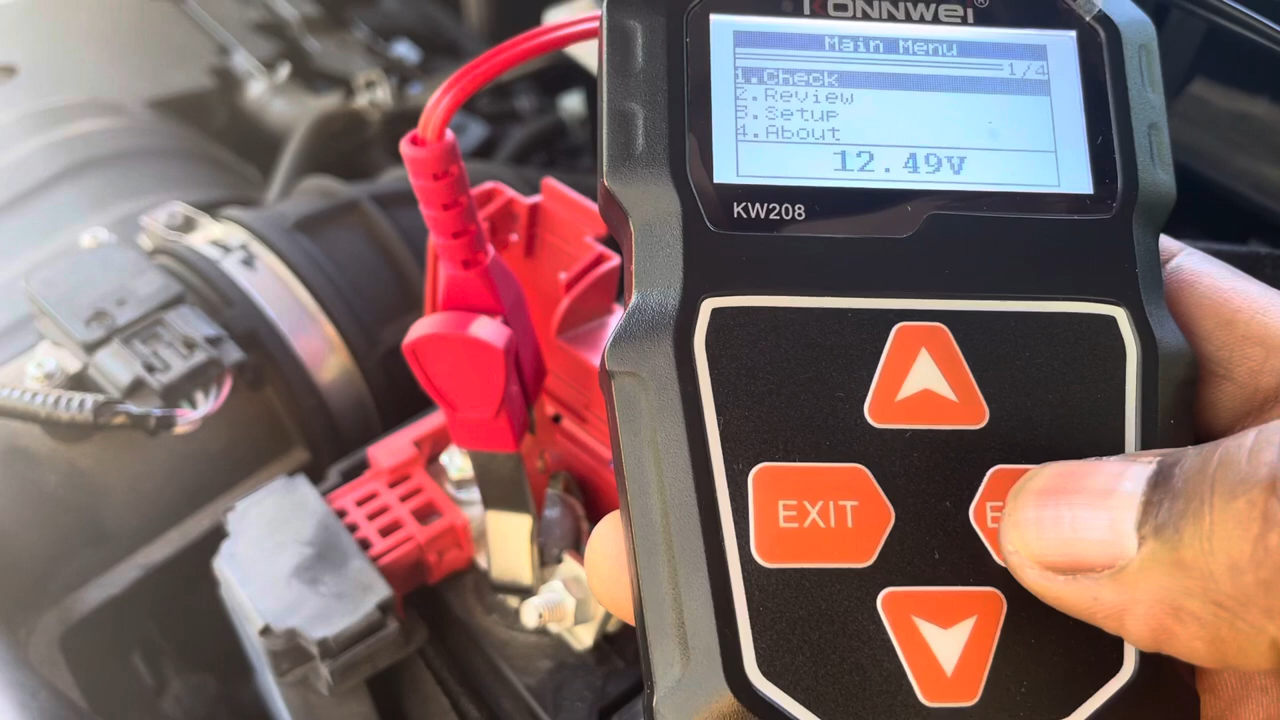 KONNWEI®
Main Menu
1/4
1.Check
2.Review
3.Setup
4.About
12.49v
KW208
EXIT
E